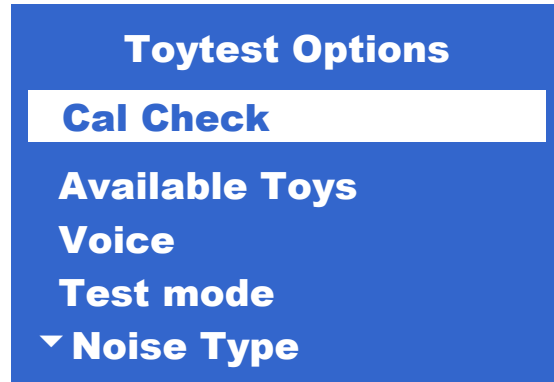 Toytest Options
Cal Check
Available Toys
Voice
Test mode
Noise Type